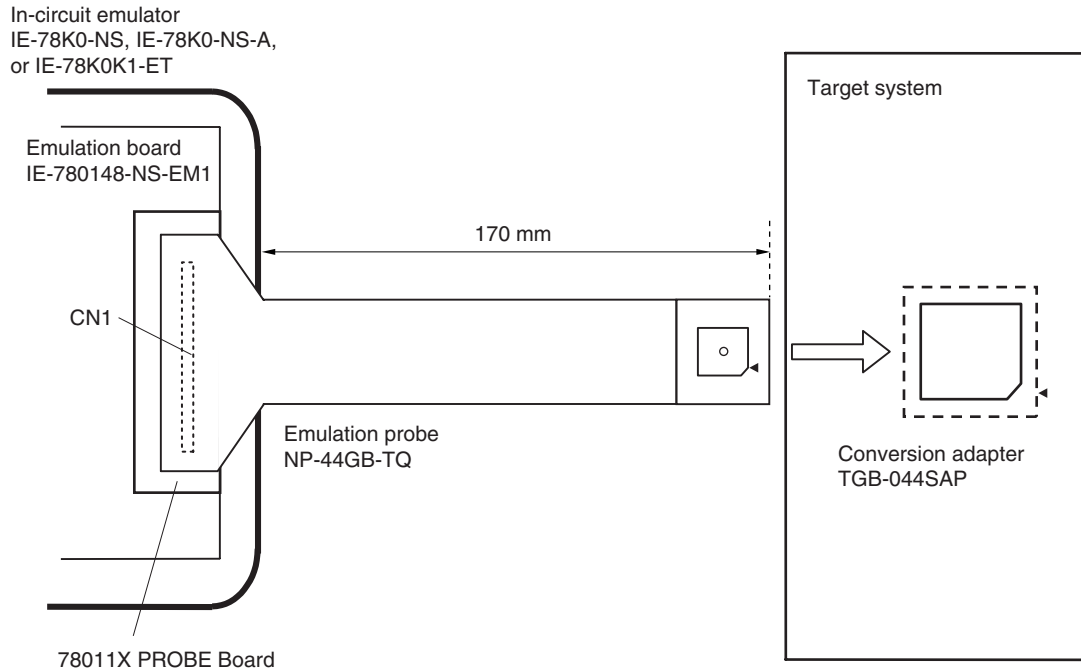 In-circuit emulator
IE-78K0-NS, IE-78K0-NS-A,
or IE-78K0K1-ET
Target system
Emulation board
IE-780148-NS-EM1
170 mm
CN1
Emulation probe
NP-44GB-TQ
Conversion adapter
TGB-044SAP
78011X PROBE Board